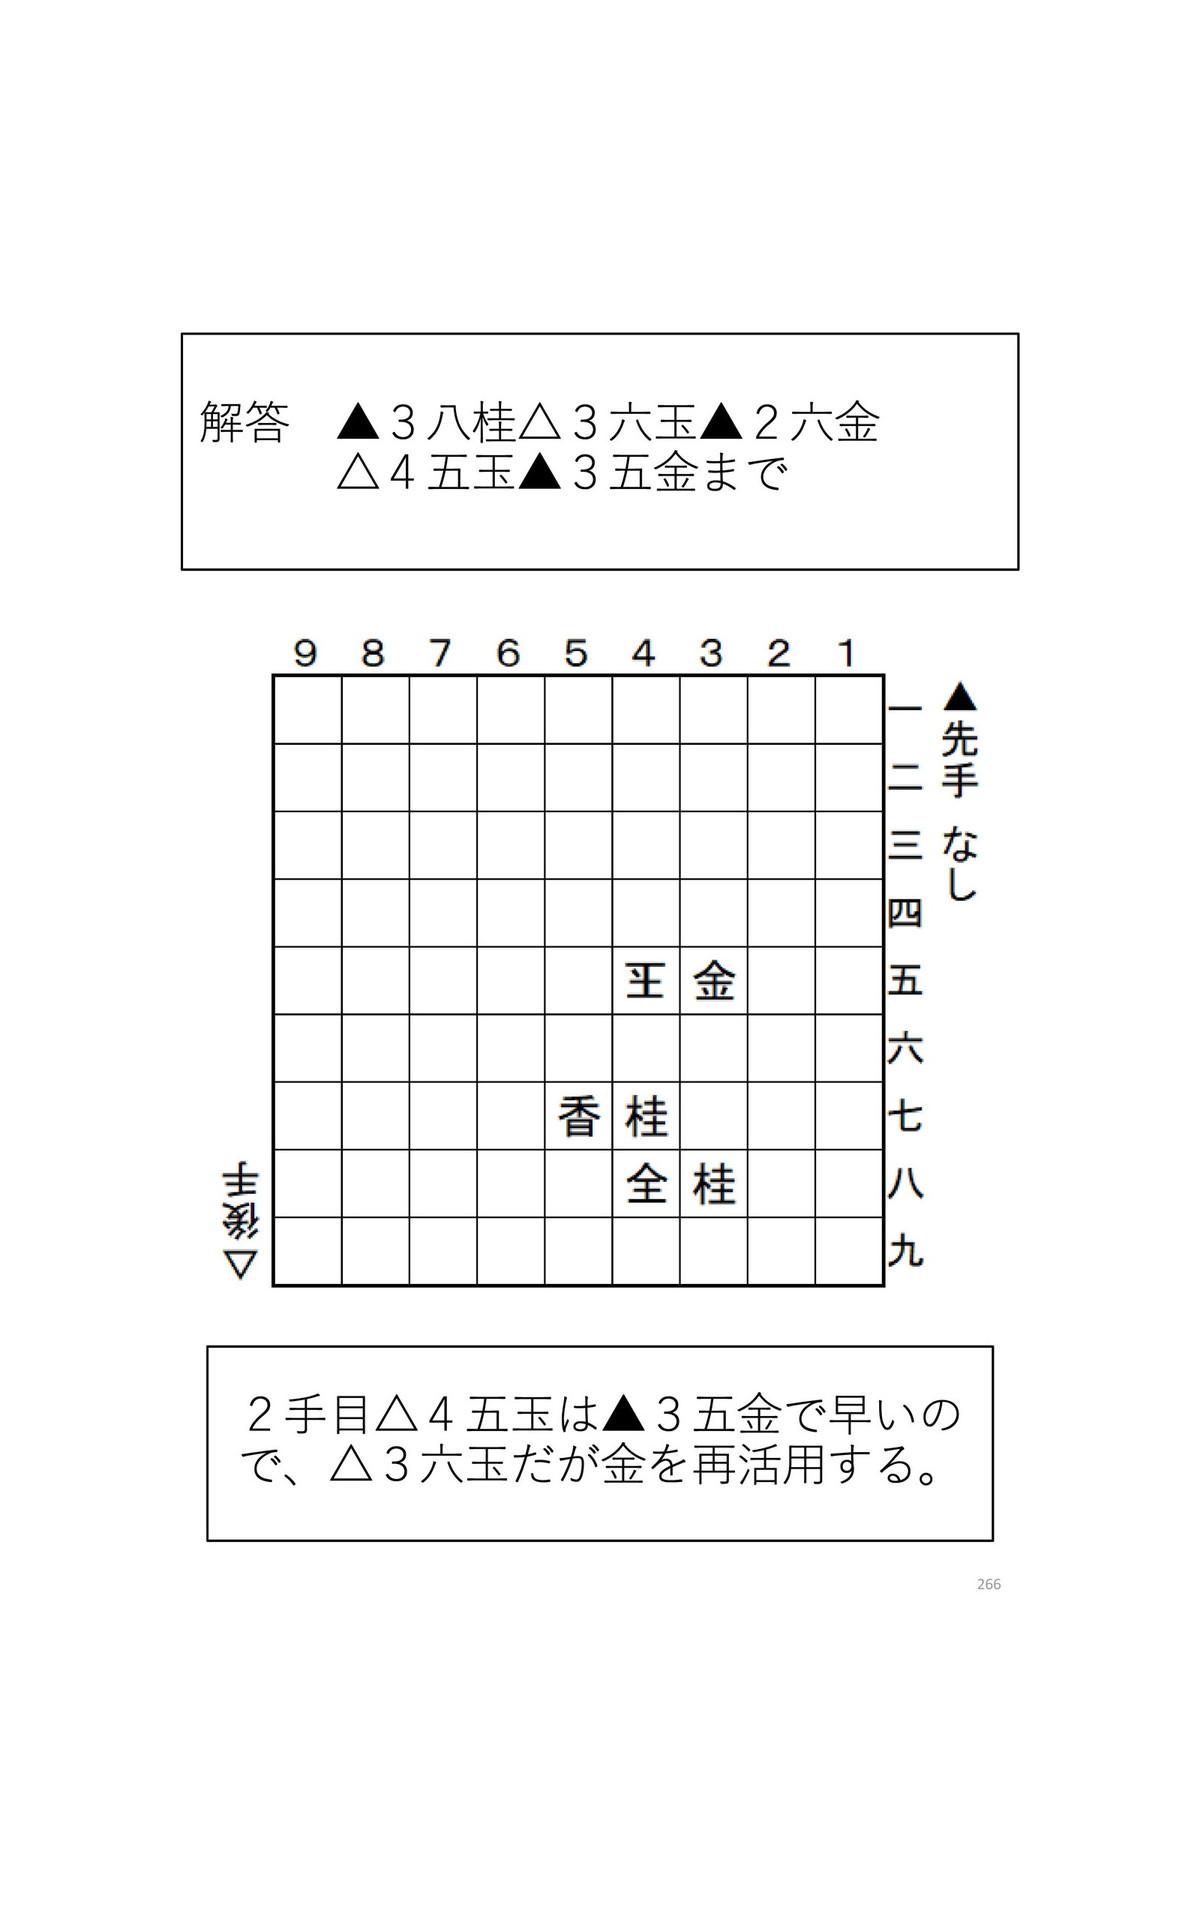 解答　▲３八桂△３六玉▲２六金
△４五玉▲３五金まで
9 8 7 6 5 4 3 2 1
一
二
三
四
王 金 五
六
香 桂 七
全 桂 八
九
▲先手 なし
△後手
２手目△４五玉は▲３五金で早いの
で、△３六玉だが金を再活用する。
266